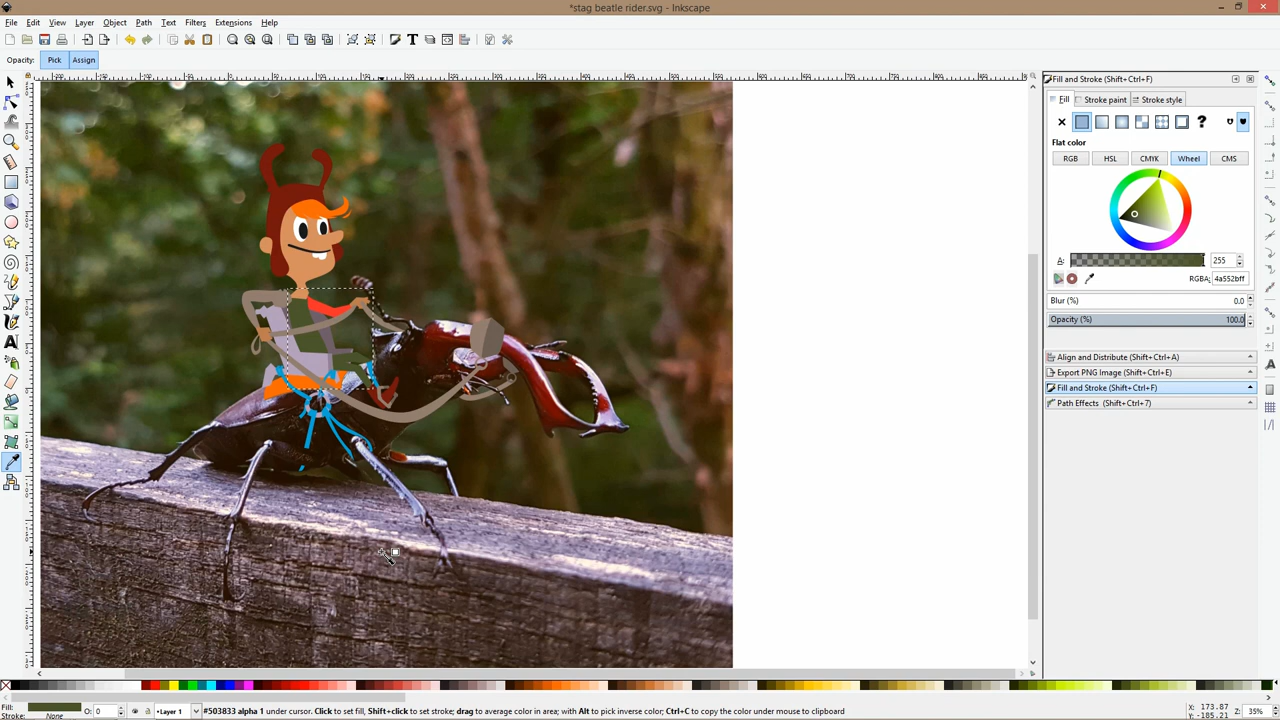 *stag beatle rider.svg - Inkscape
File Edit View Layer Object Path Text Filters Extensions Help
Opacity: Pick Assign
Fill and Stroke (Shift+Ctrl+F)
Fill Stroke paint Stroke style
Flat color
RGB HSL CMYK Wheel CMS
A: 255
RGBA: 4a552bff
Blur (%) 0.0
Opacity (%) 100.0
Align and Distribute (Shift+Ctrl+A)
Export PNG Image (Shift+Ctrl+E)
Fill and Stroke (Shift+Ctrl+F)
Path Effects (Shift+Ctrl+7)
Fill: O: 0 •Layer 1 #503833 alpha 1 under cursor. Click to set fill, Shift+click to set stroke; drag to average color in area; with Alt to pick inverse color; Ctrl+C to copy the color under mouse to clipboard X: 173.87 Z: 35%
Stroke: None Y: -185.21